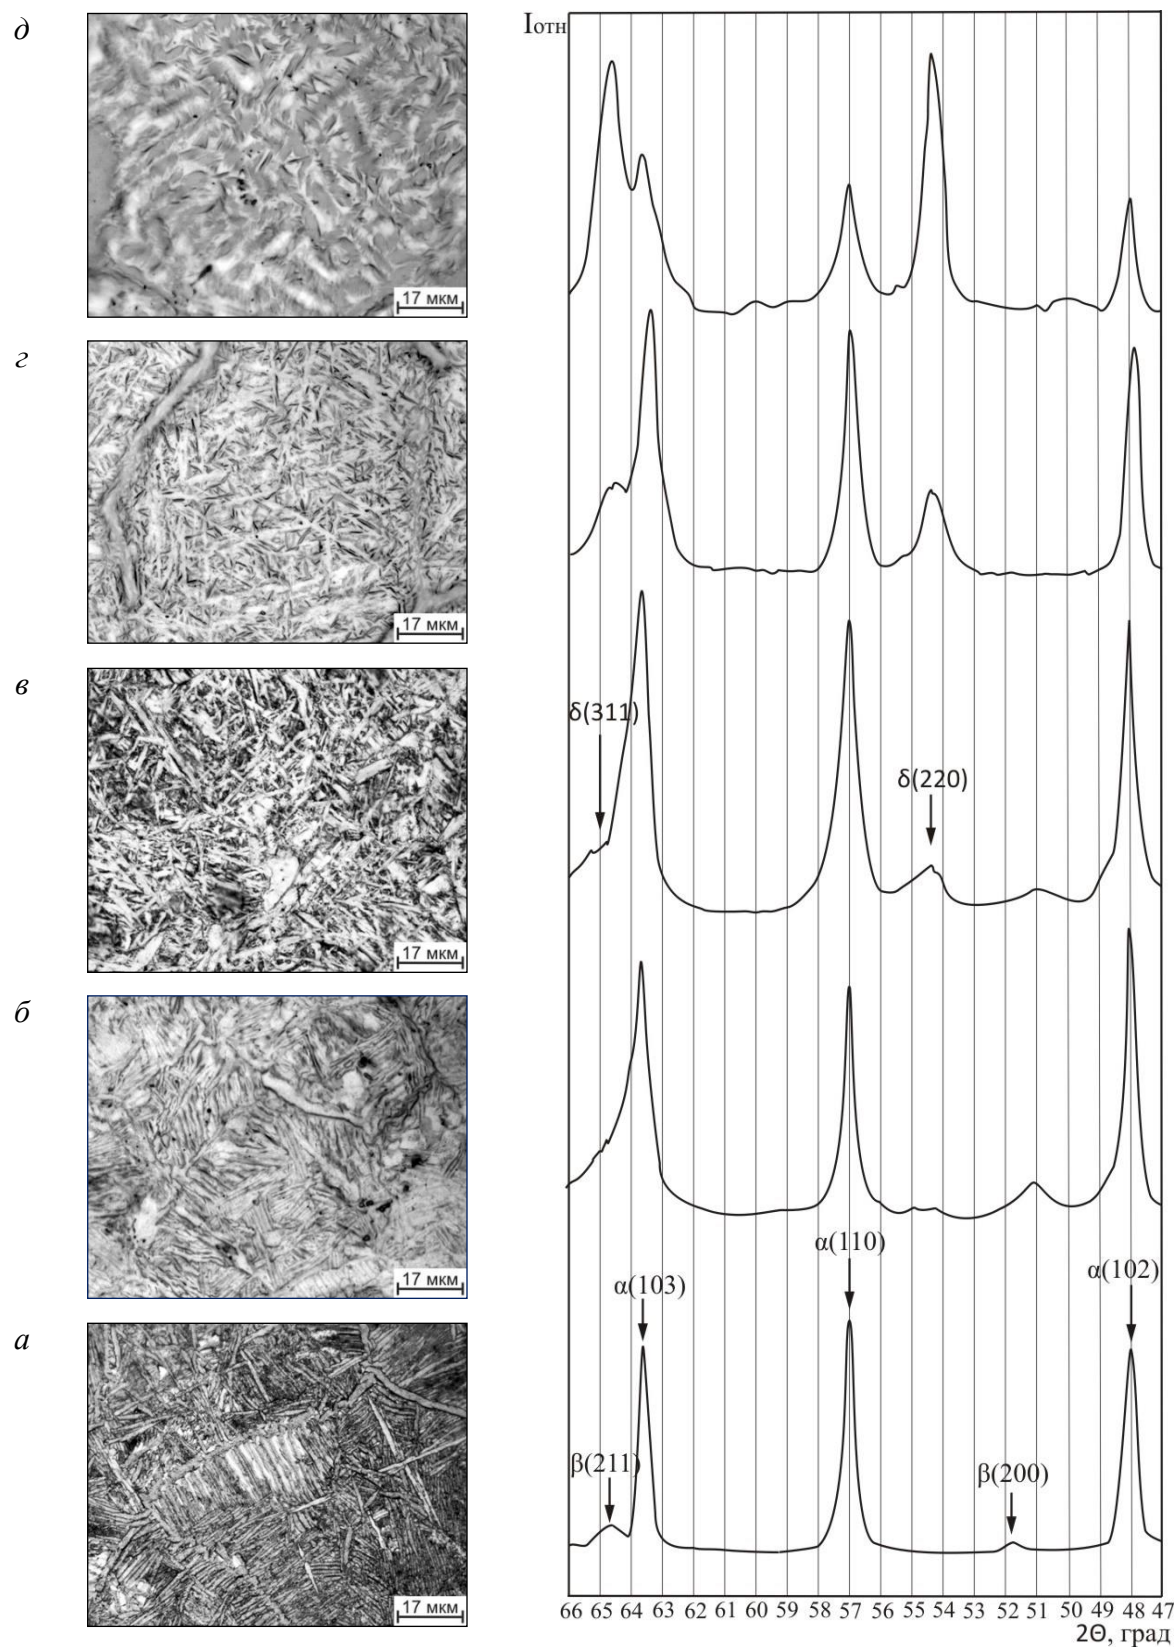 д
Iотн
17 мкм
г
17 мкм
в
δ(311)
δ(220)
17 мкм
б
17 мкм
α(110)
α(103)
α(102)
а
β(211)
β(200)
17 мкм
66 65 64 63 62 61 60 59 58 57 56 55 54 53 52 51 50 49 48 47
2Θ, град